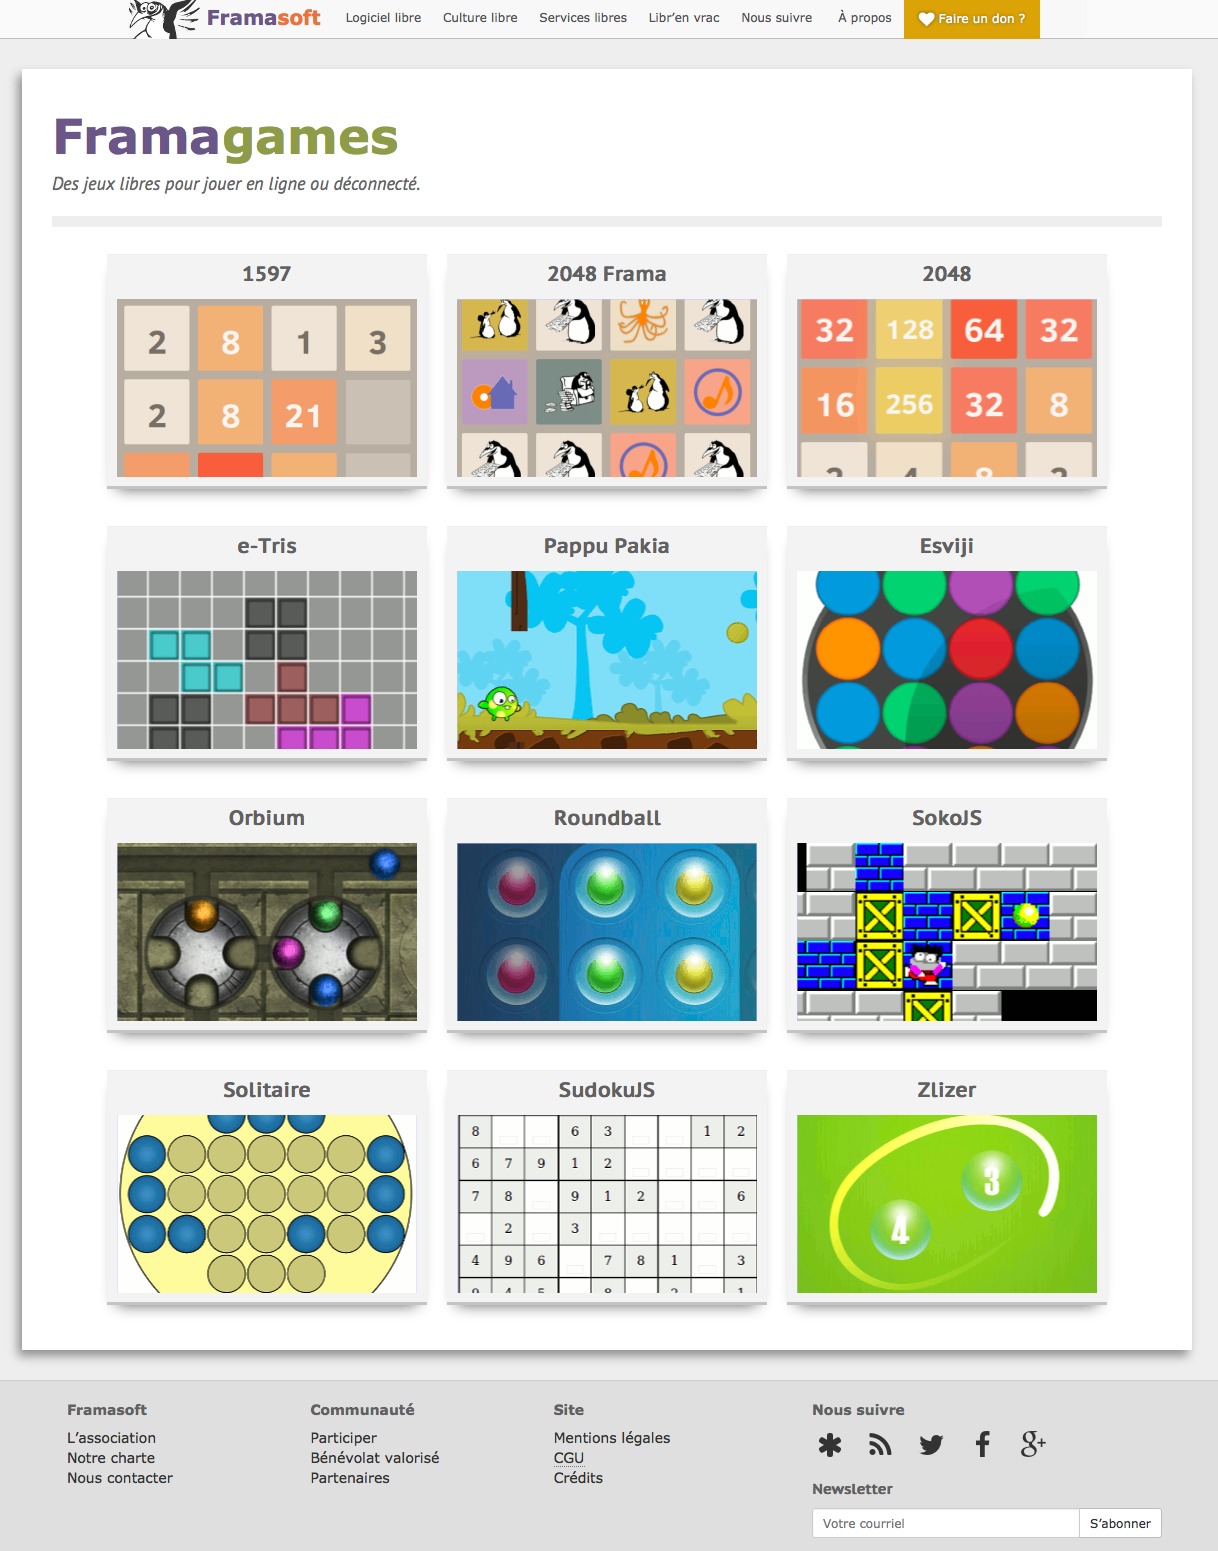 Framasoft Logiciel libre Culture libre Services libres Libr'en vrac Nous suivre À propos Faire un don ?
Framagames
Des jeux libres pour jouer en ligne ou déconnecté.
1597 2048 Frama 2048
2 8 1 3
2 8 21
32 128 64 32
16 256 32 8
e-Tris Pappu Pakia Esviji
Orbium Roundball SokoJS
Solitaire SudokuJS Zlizer
8 6 3 1 2
6 7 9 1 2
7 8 9 1 2 6
2 3
4 9 6 7 8 1 3
3
4
Framasoft
L'association
Notre charte
Nous contacter
Communauté
Participer
Bénévolat valorisé
Partenaires
Site
Mentions légales
CGU
Crédits
Nous suivre
g+
Newsletter
Votre courriel S'abonner